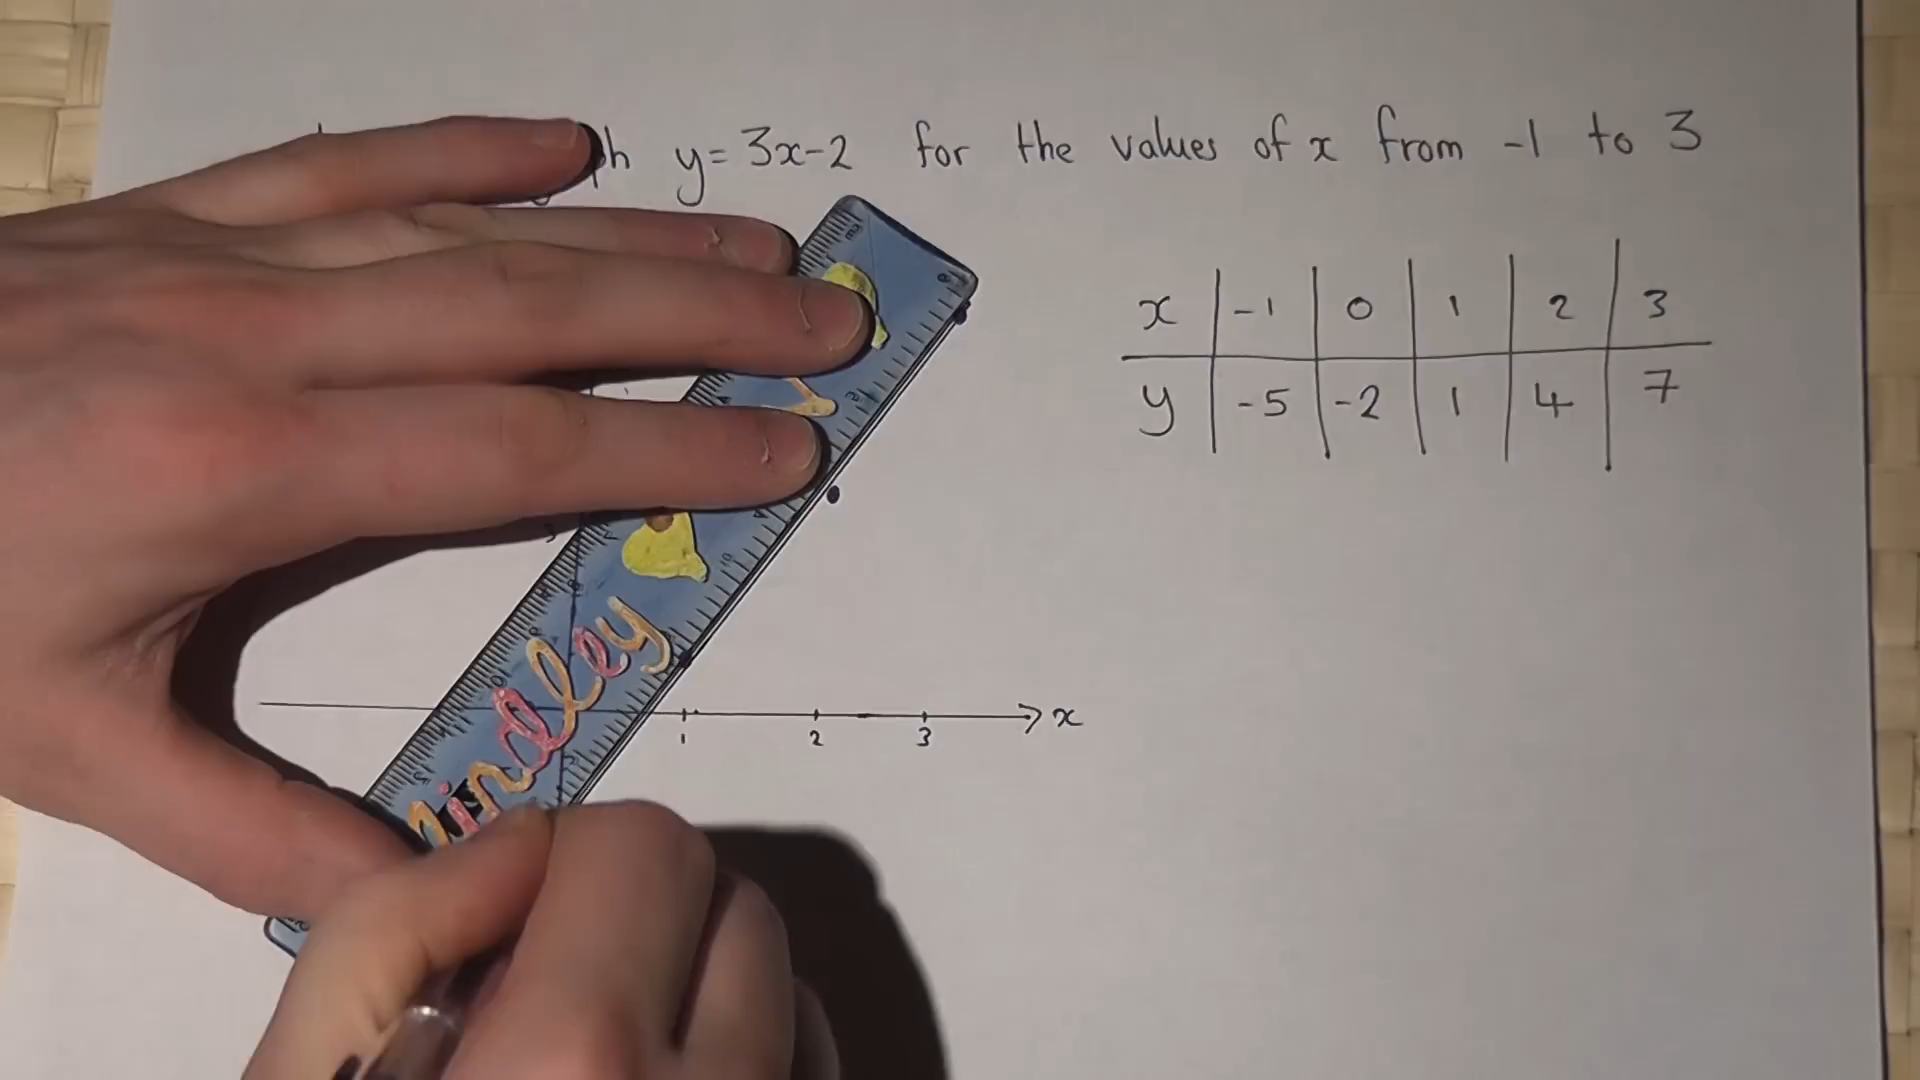 y=3x-2 for the values of x from -1 to 3
x -1 0 1 2 3
y -5 -2 1 4 7
x
1 2 3